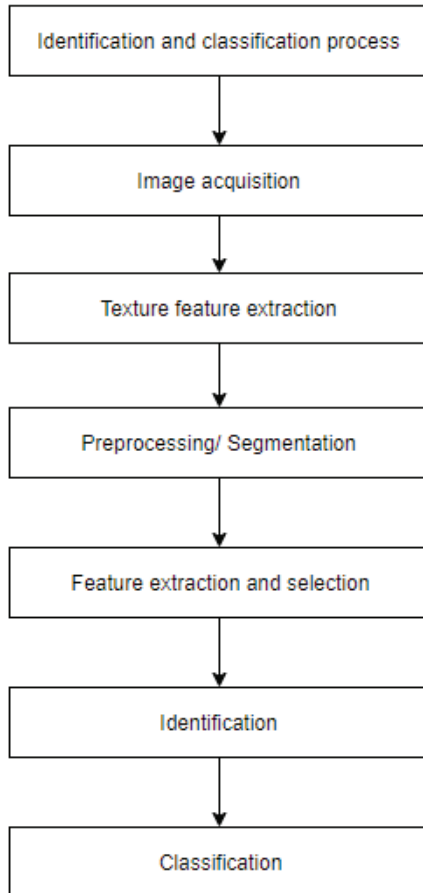 Identification and classification process
Image acquisition
Texture feature extraction
Preprocessing/ Segmentation
Feature extraction and selection
Identification
Classification